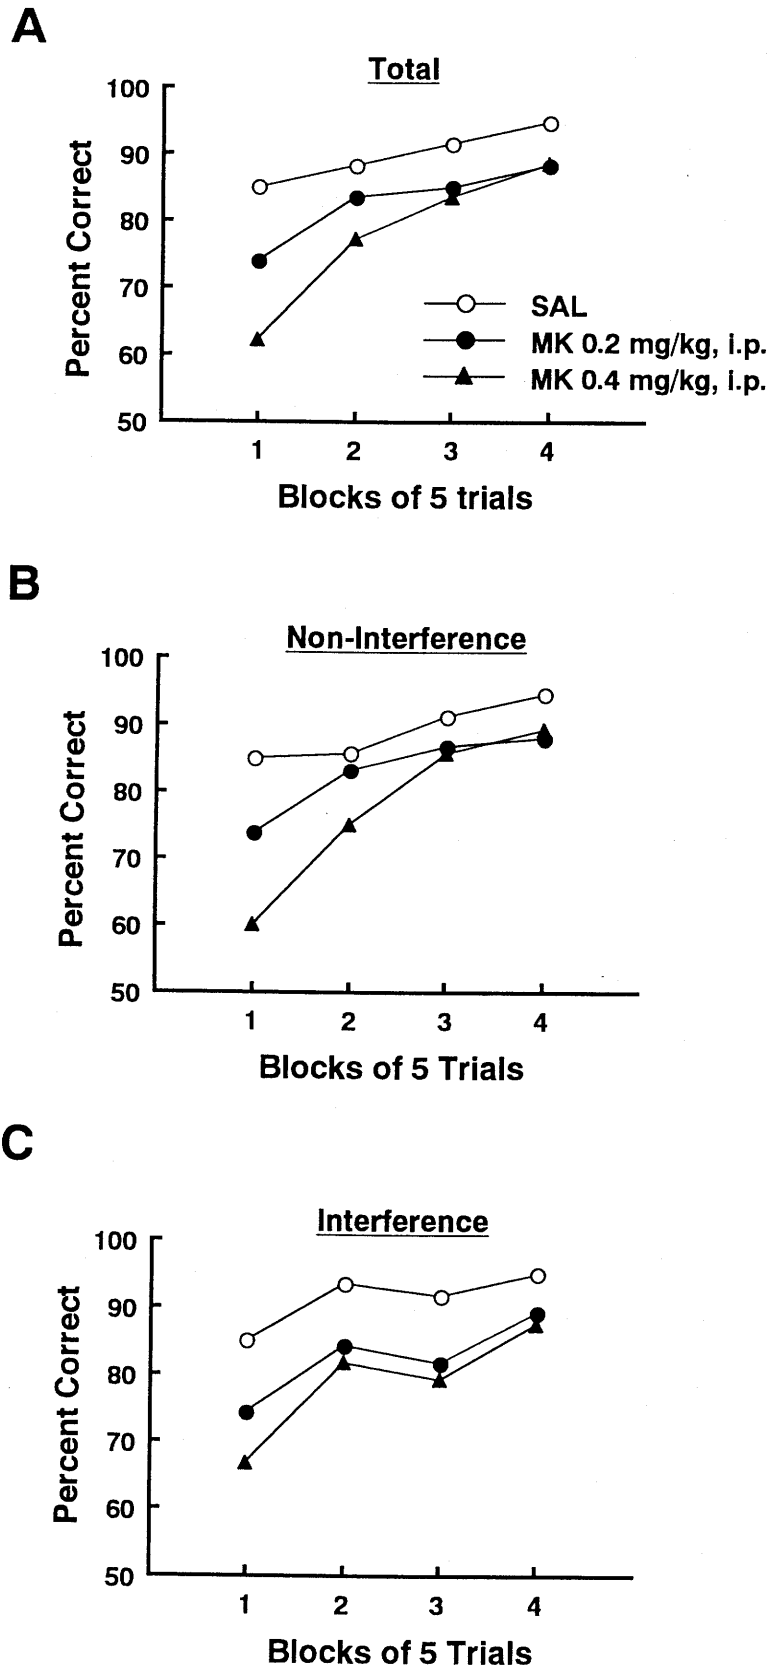 A
Total
100
90
80
70
60
50
Percent Correct
SAL
MK 0.2 mg/kg, i.p.
MK 0.4 mg/kg, i.p.
1 2 3 4
Blocks of 5 trials
B
Non-Interference
100
90
80
70
60
50
Percent Correct
1 2 3 4
Blocks of 5 Trials
C
Interference
100
90
80
70
60
50
Percent Correct
1 2 3 4
Blocks of 5 Trials